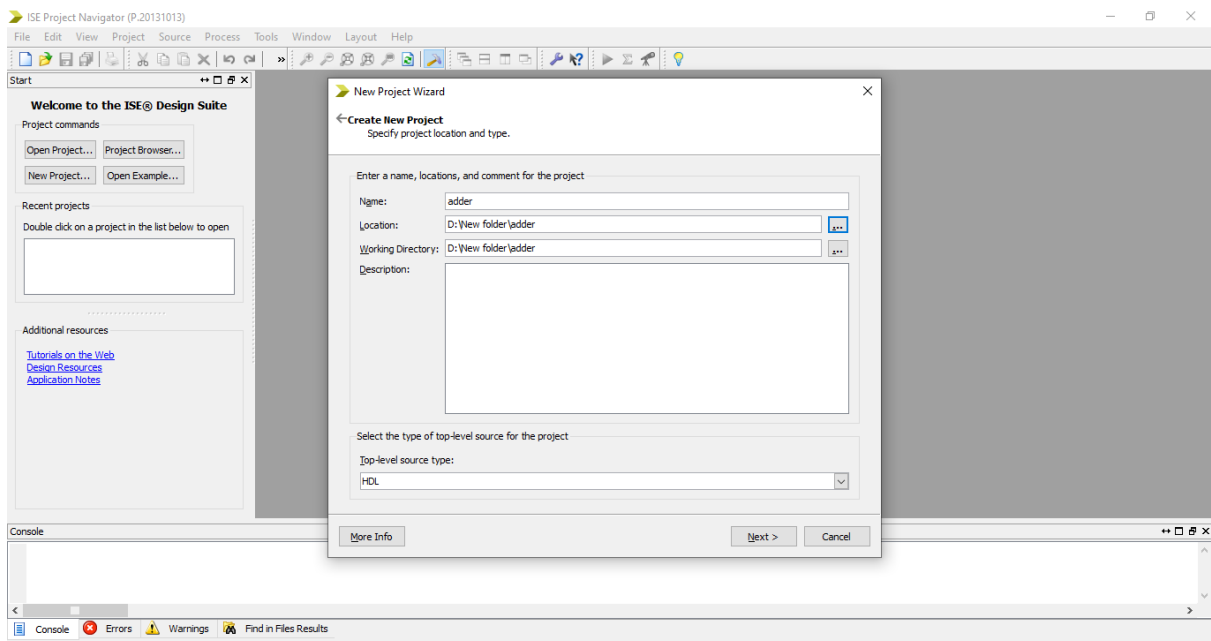 ISE Project Navigator (P.20131013)
File Edit View Project Source Process Tools Window Layout Help
Start
Welcome to the ISE® Design Suite
Project commands
Open Project... Project Browser...
New Project... Open Example...
Recent projects
Double click on a project in the list below to open
Additional resources
Tutorials on the Web
Design Resources
Application Notes
New Project Wizard
Create New Project
Specify project location and type.
Enter a name, locations, and comment for the project
Name: adder
Location: D:\New folder\adder ...
Working Directory: D:\New folder\adder ...
Description:
Select the type of top-level source for the project
Top-level source type:
HDL
More Info Next > Cancel
Console
Console Errors Warnings Find in Files Results